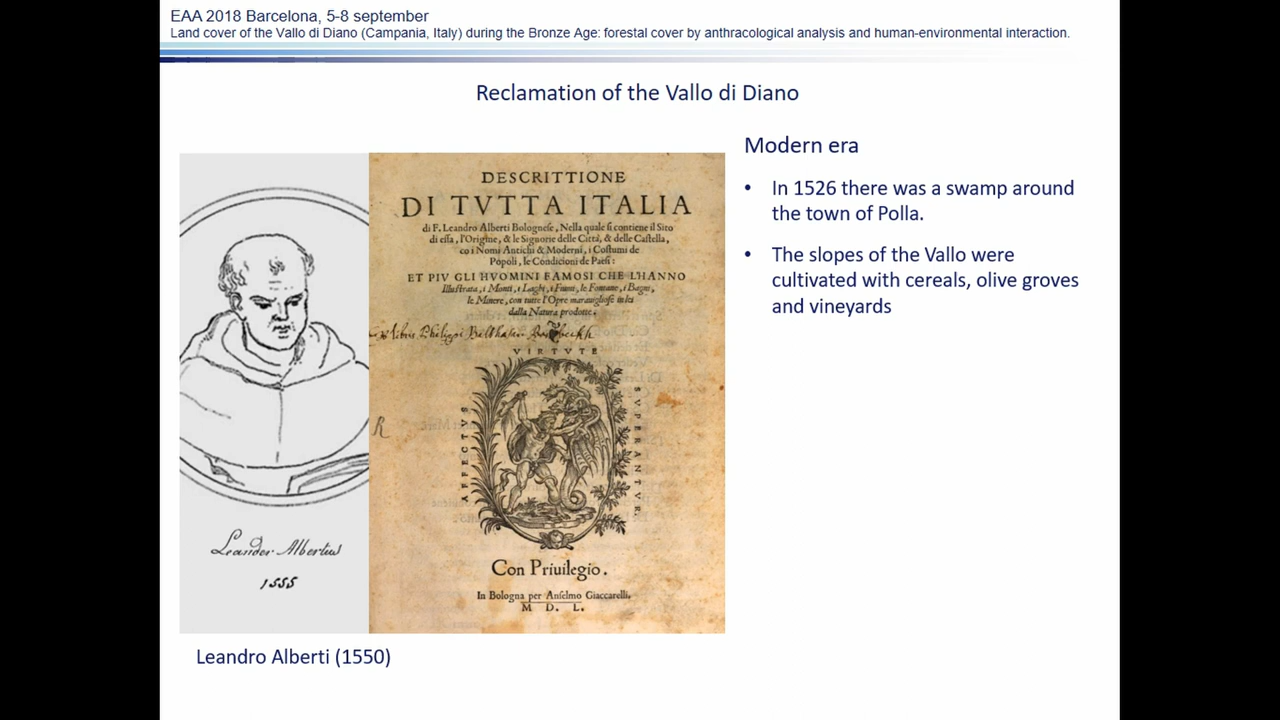 EAA 2018 Barcelona, 5-8 september
Land cover of the Vallo di Diano (Campania, Italy) during the Bronze Age: forestal cover by anthracological analysis and human-environmental interaction.
Reclamation of the Vallo di Diano
Leander Albertius
1555
DESCRITTIONE
DI TVTTA ITALIA
di F. Leandro Alberti Bolognese, Nella quale si contiene il Sito
di essa, l'Origine, & le Signorie delle Città, & delle Castella,
co i Nomi Antichi & Moderni, i Costumi de
Popoli, le Condicioni de Paesi:
ET PIV GLI HVOMINI FAMOSI CHE L'HANNO
Illustrata, i Monti, i Laghi, i Fiumi, le Fontane, i Bagni,
le Minere, con tutte l'Opre marauigliose in lei
dalla Natura prodotte.
VIRTVTE
AFFECTVS
SVPERANTVR.
Con Priuilegio.
In Bologna per Anselmo Giaccarelli.
M D. L.
Leandro Alberti (1550)
Modern era
• In 1526 there was a swamp around
the town of Polla.
• The slopes of the Vallo were
cultivated with cereals, olive groves
and vineyards